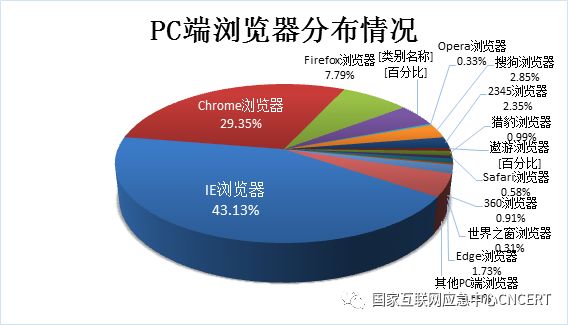 PC端浏览器分布情况
Firefox浏览器
7.79%
[类别名称]
[百分比]
Opera浏览器
0.33%
搜狗浏览器
2.85%
2345浏览器
2.35%
猎豹浏览器
0.99%
遨游浏览器
[百分比]
Safari浏览器
0.58%
360浏览器
0.91%
世界之窗浏览器
0.31%
Edge浏览器
1.73%
其他PC端浏览器
Chrome浏览器
29.35%
IE浏览器
43.13%
国家互联网应急中心CNCERT